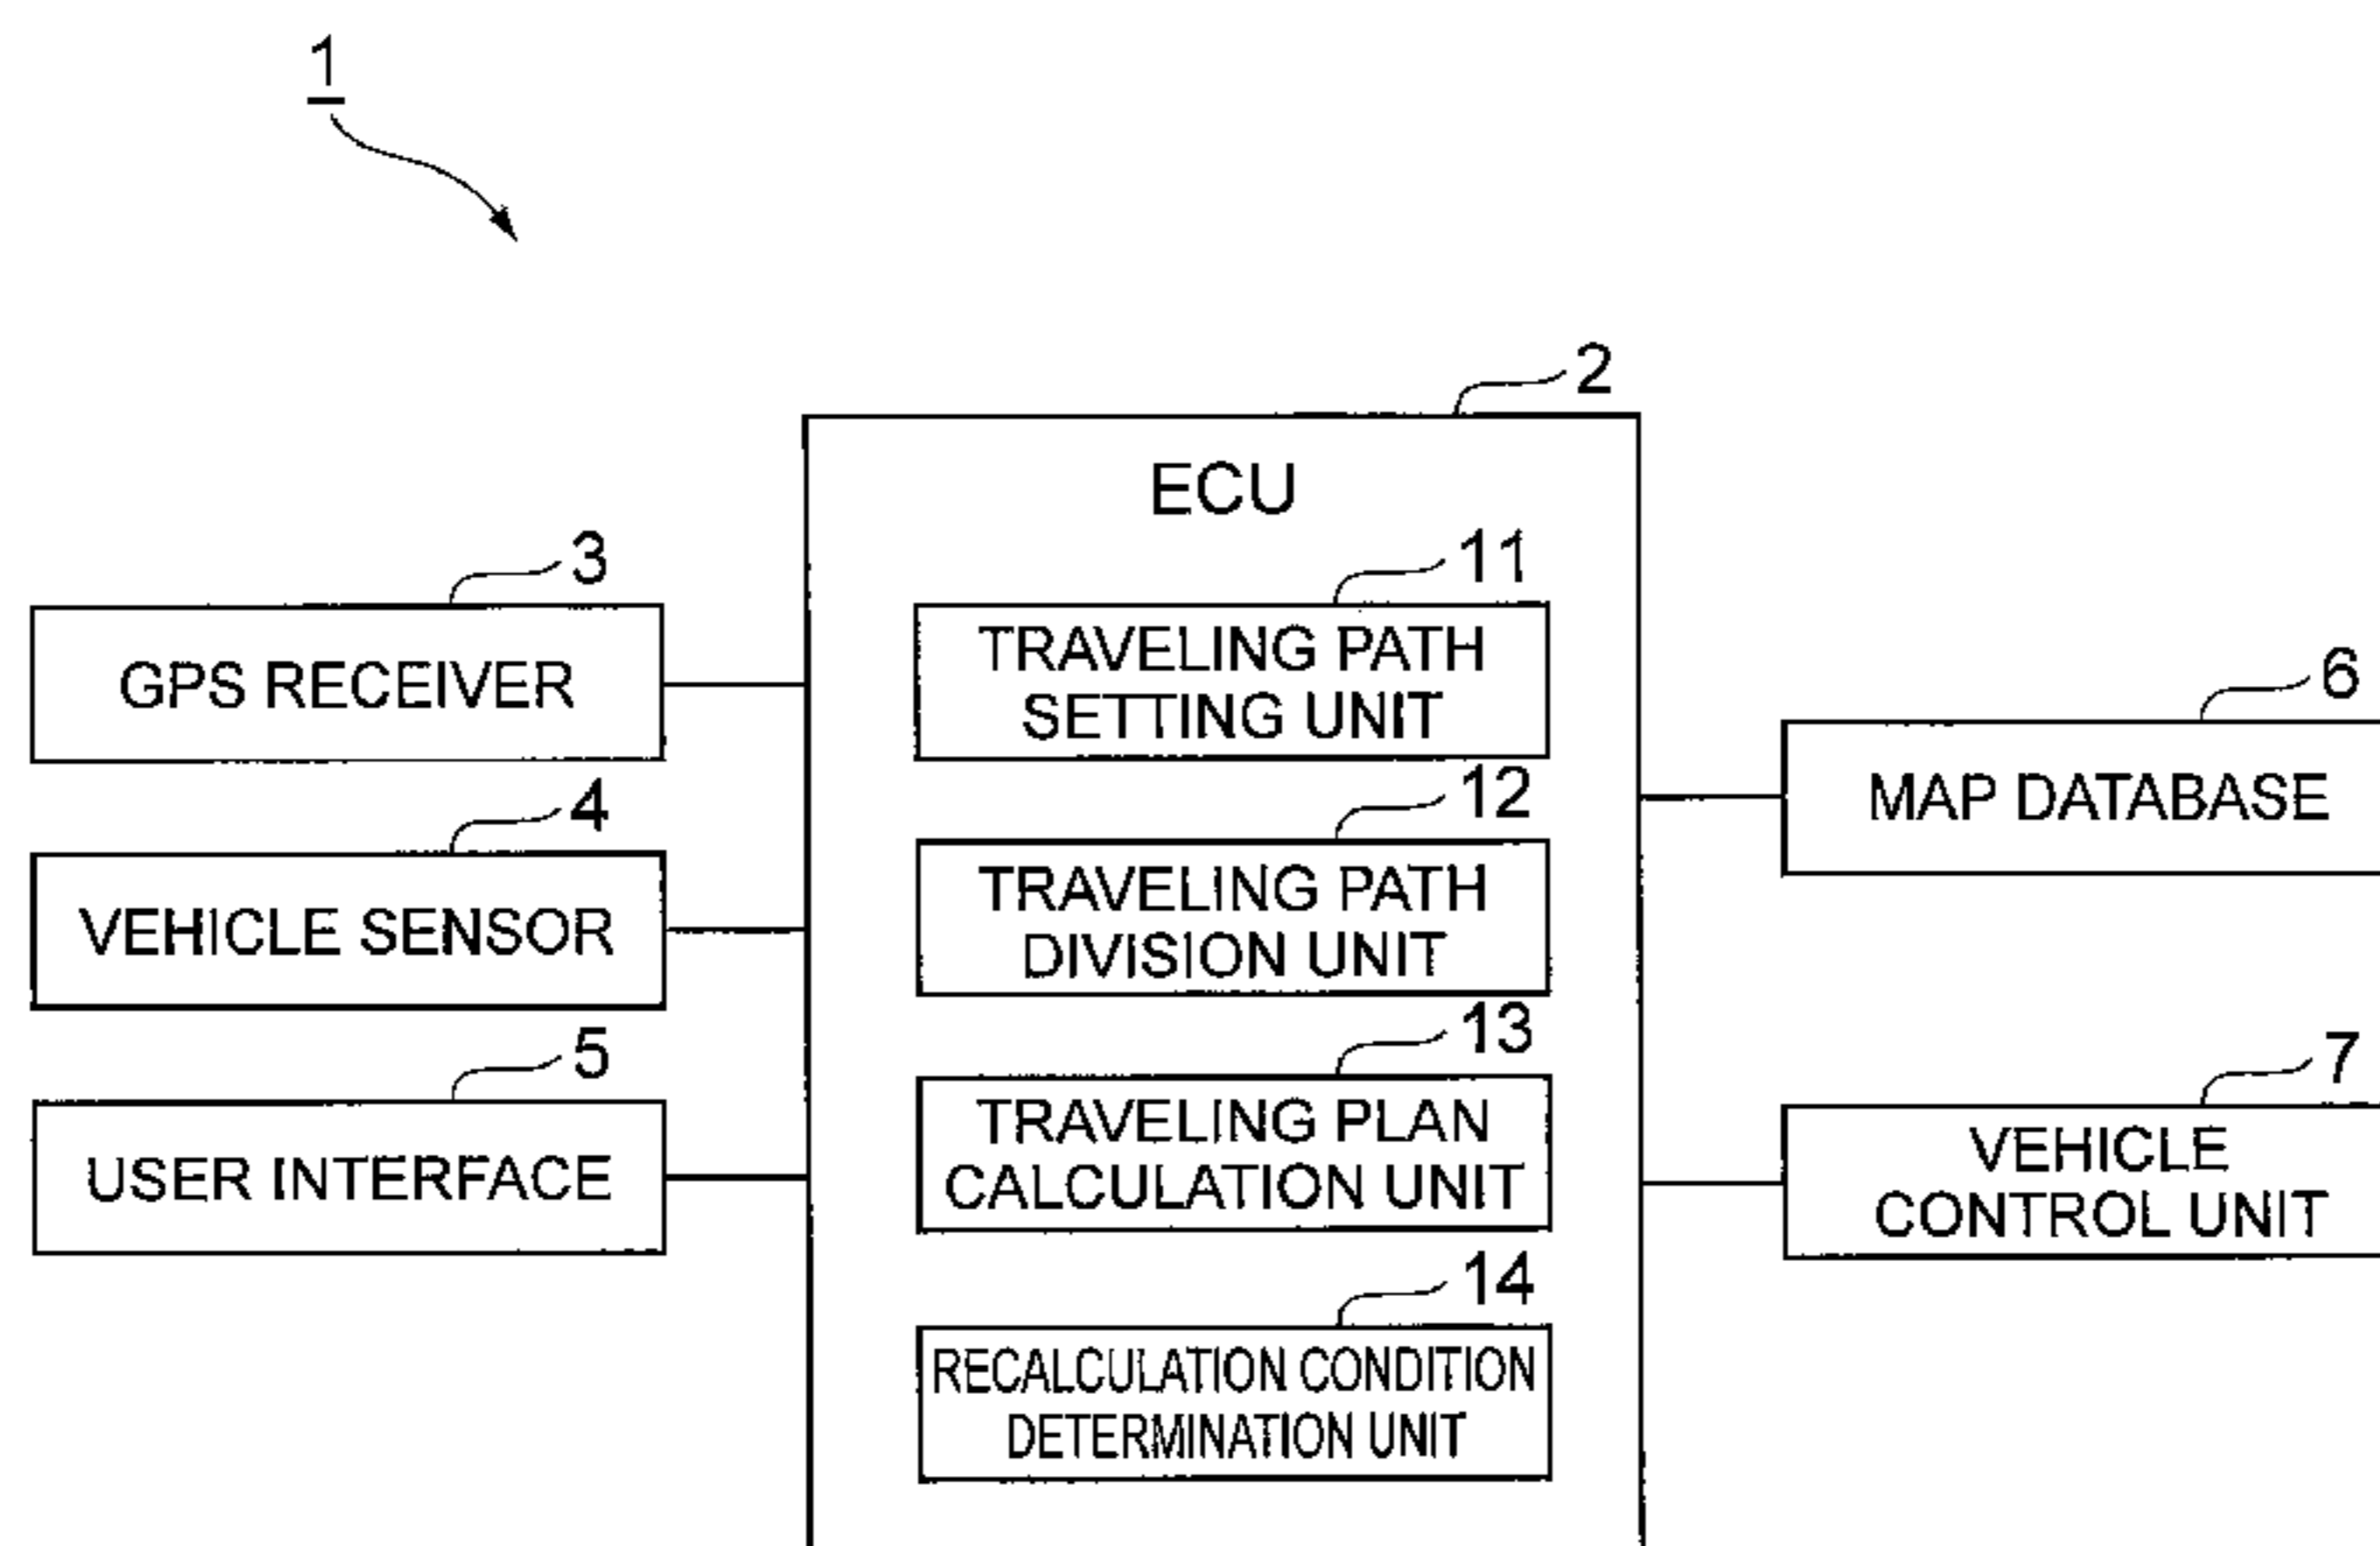 1
2
ECU
3
GPS RECEIVER
4
VEHICLE SENSOR
5
USER INTERFACE
11
TRAVELING PATH
SETTING UNIT
12
TRAVELING PATH
DIVISION UNIT
13
TRAVELING PLAN
CALCULATION UNIT
14
RECALCULATION CONDITION
DETERMINATION UNIT
6
MAP DATABASE
7
VEHICLE
CONTROL UNIT